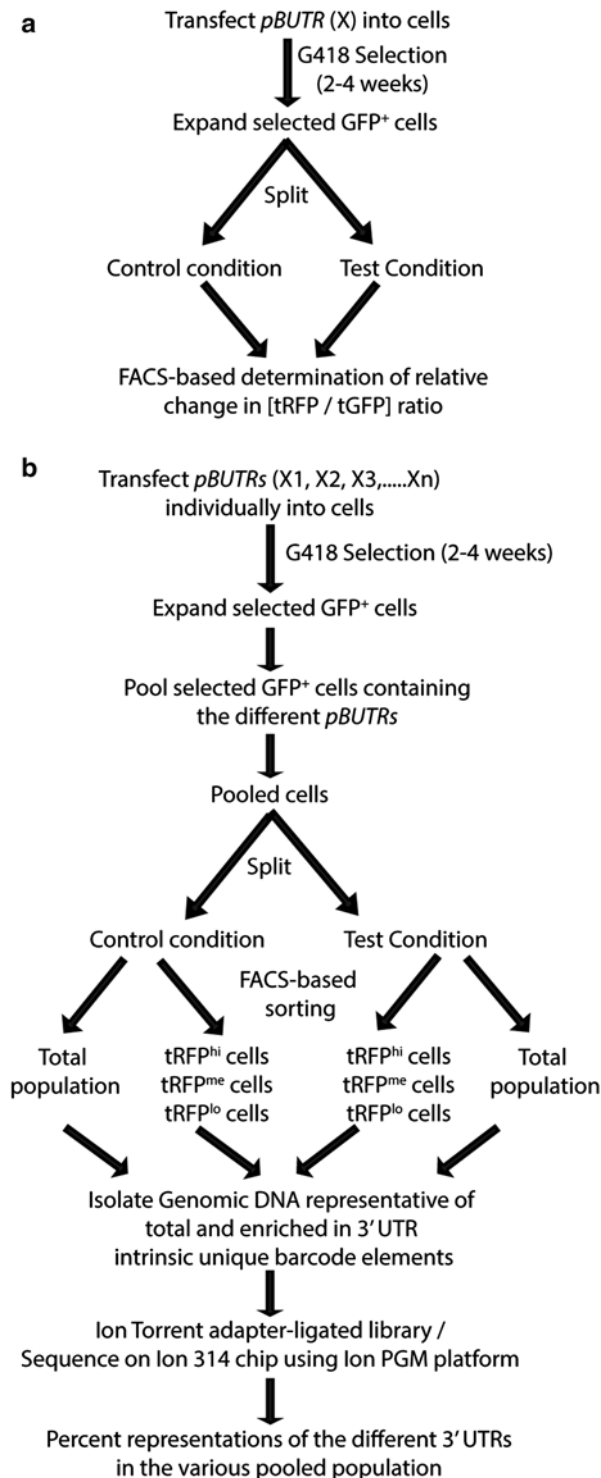 a
Transfect pBUTR (X) into cells
G418 Selection
(2-4 weeks)
Expand selected GFP⁺ cells
Split
Control condition
Test Condition
FACS-based determination of relative
change in [tRFP / tGFP] ratio
b
Transfect pBUTRs (X1, X2, X3,.....Xn)
individually into cells
G418 Selection (2-4 weeks)
Expand selected GFP⁺ cells
Pool selected GFP⁺ cells containing
the different pBUTRs
Pooled cells
Split
Control condition
Test Condition
FACS-based
sorting
Total
population
tRFPʰⁱ cells
tRFPᵐᵉ cells
tRFPˡᵒ cells
tRFPʰⁱ cells
tRFPᵐᵉ cells
tRFPˡᵒ cells
Total
population
Isolate Genomic DNA representative of
total and enriched in 3' UTR
intrinsic unique barcode elements
Ion Torrent adapter-ligated library /
Sequence on Ion 314 chip using Ion PGM platform
Percent representations of the different 3' UTRs
in the various pooled population